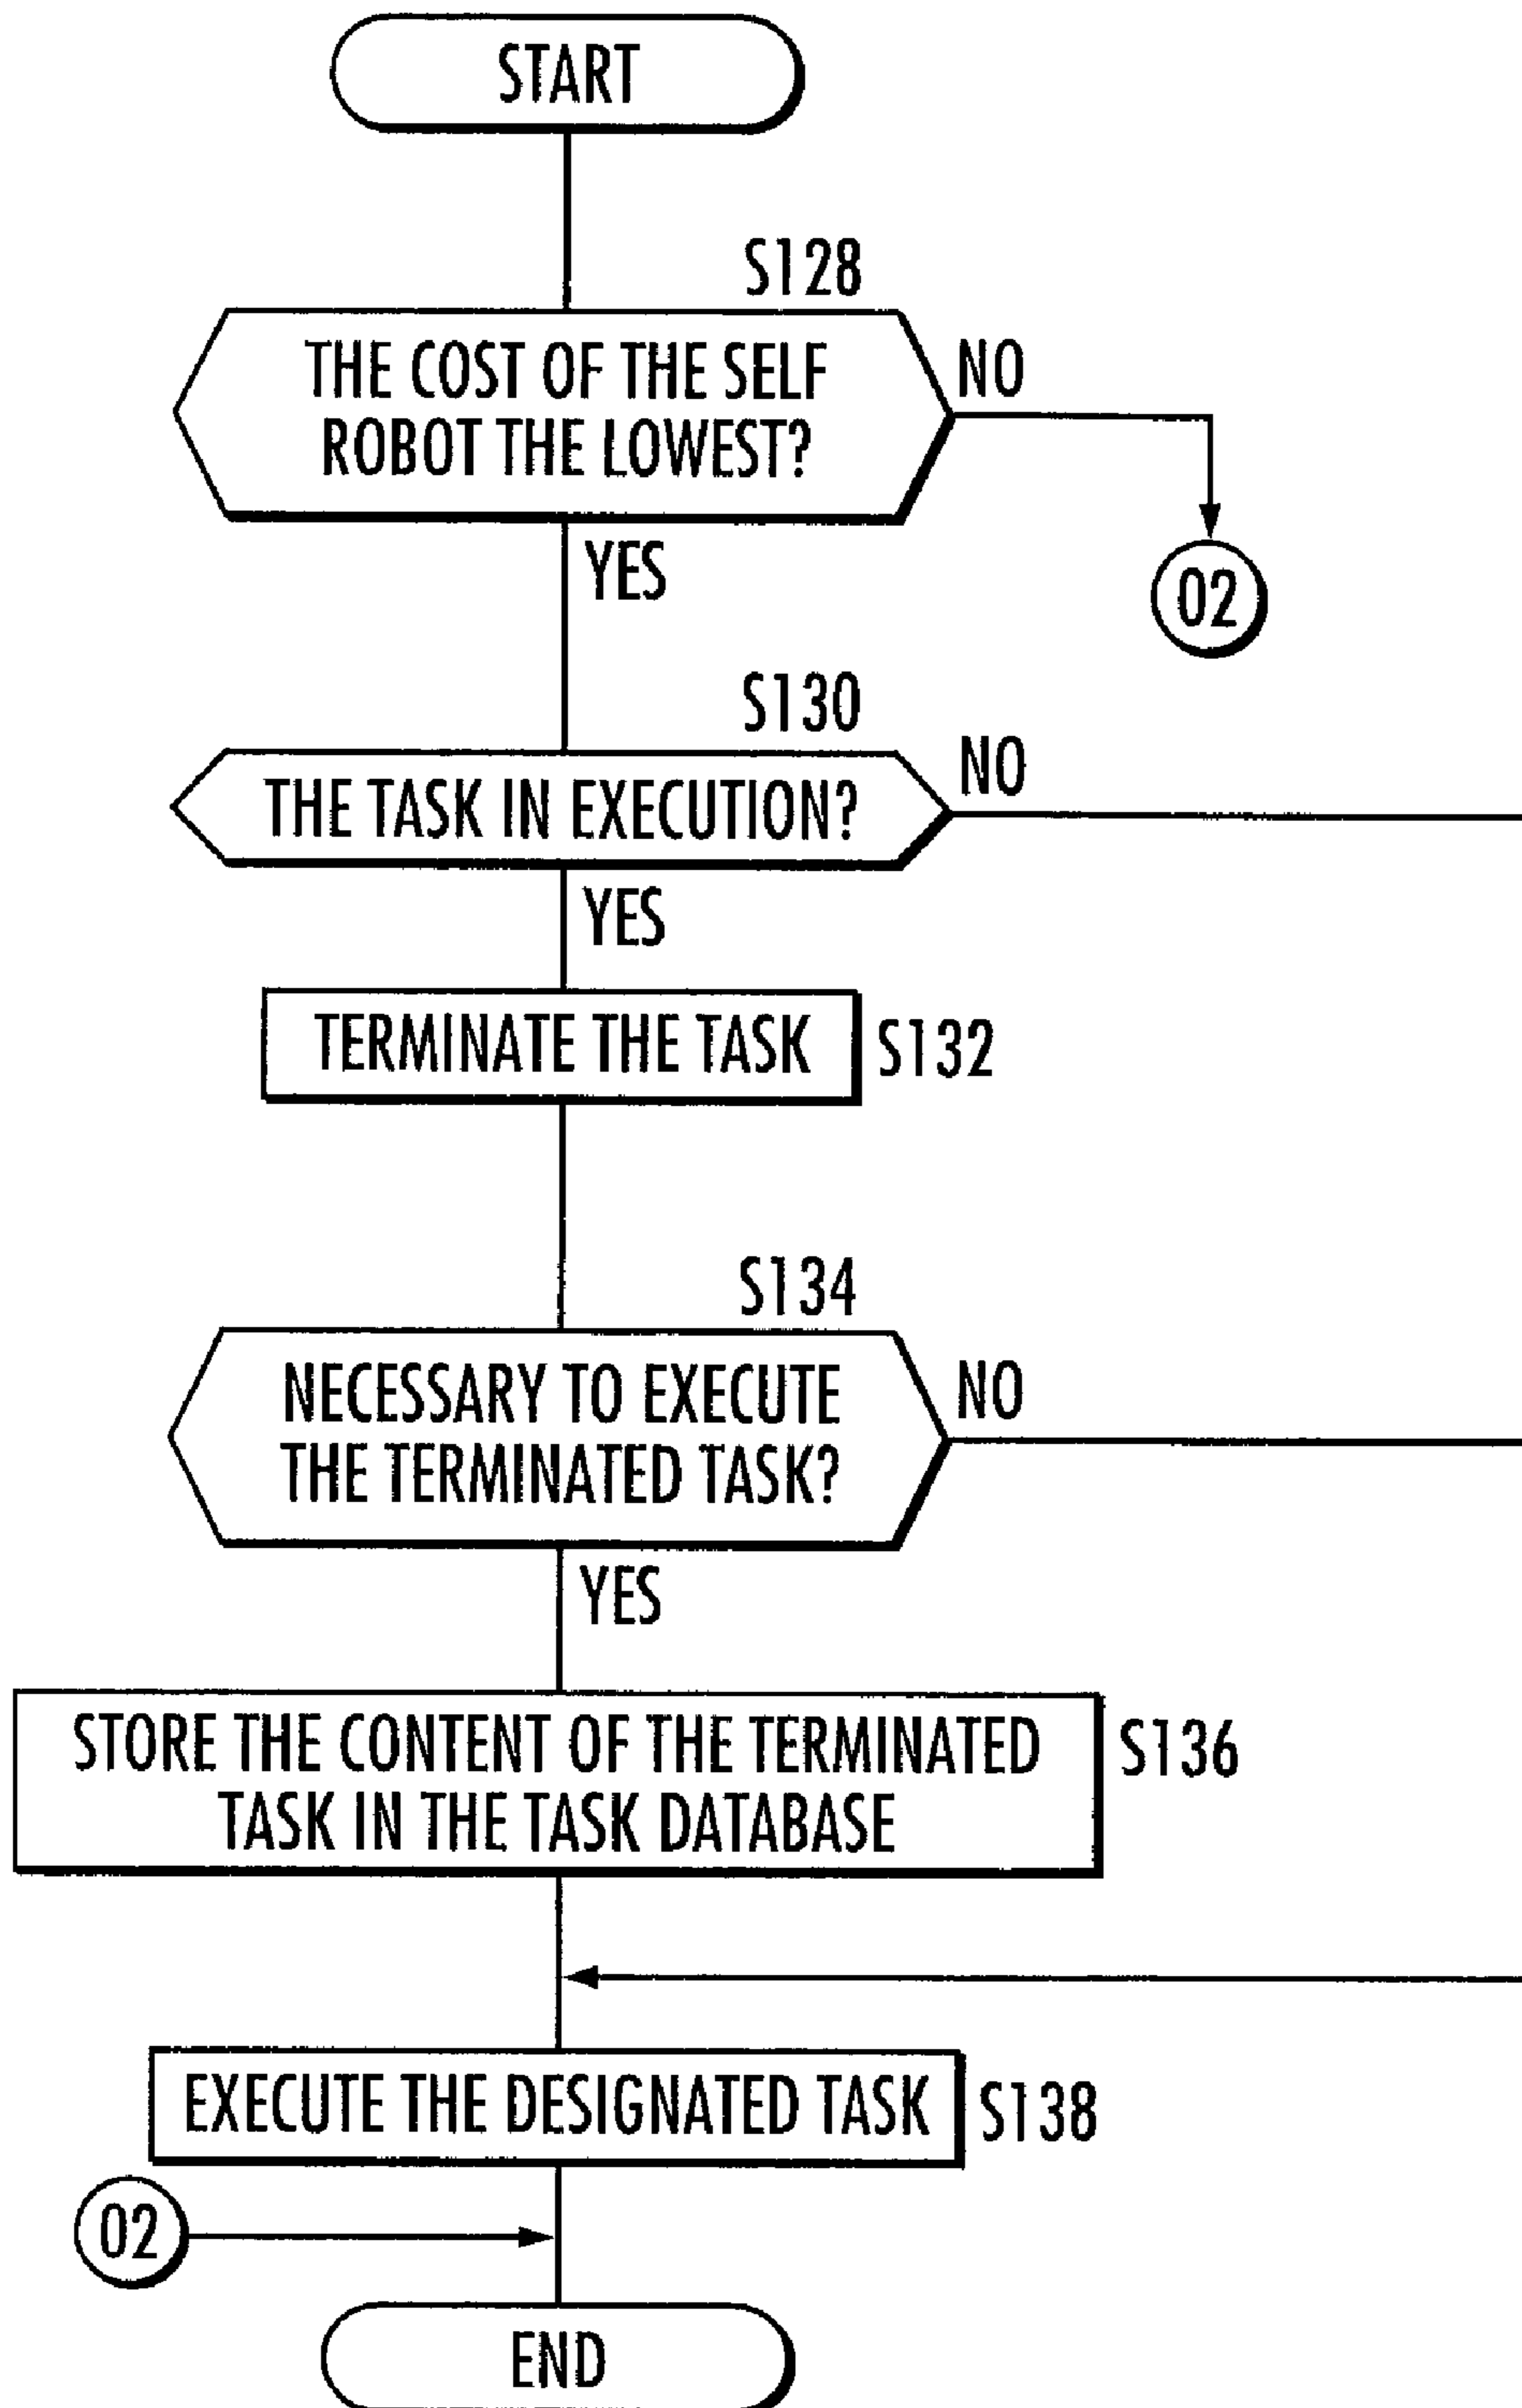 START
S128
THE COST OF THE SELF
ROBOT THE LOWEST?
NO
YES
02
S130
THE TASK IN EXECUTION?
NO
YES
TERMINATE THE TASK
S132
S134
NECESSARY TO EXECUTE
THE TERMINATED TASK?
NO
YES
STORE THE CONTENT OF THE TERMINATED
TASK IN THE TASK DATABASE
S136
EXECUTE THE DESIGNATED TASK
S138
02
END